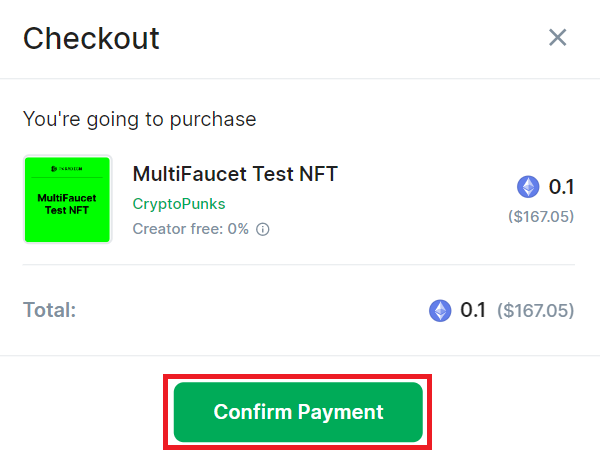 Checkout
You're going to purchase
MultiFaucet Test NFT
CryptoPunks
Creator free: 0%
0.1
($167.05)
MultiFaucet
Test NFT
Total:
0.1 ($167.05)
Confirm Payment